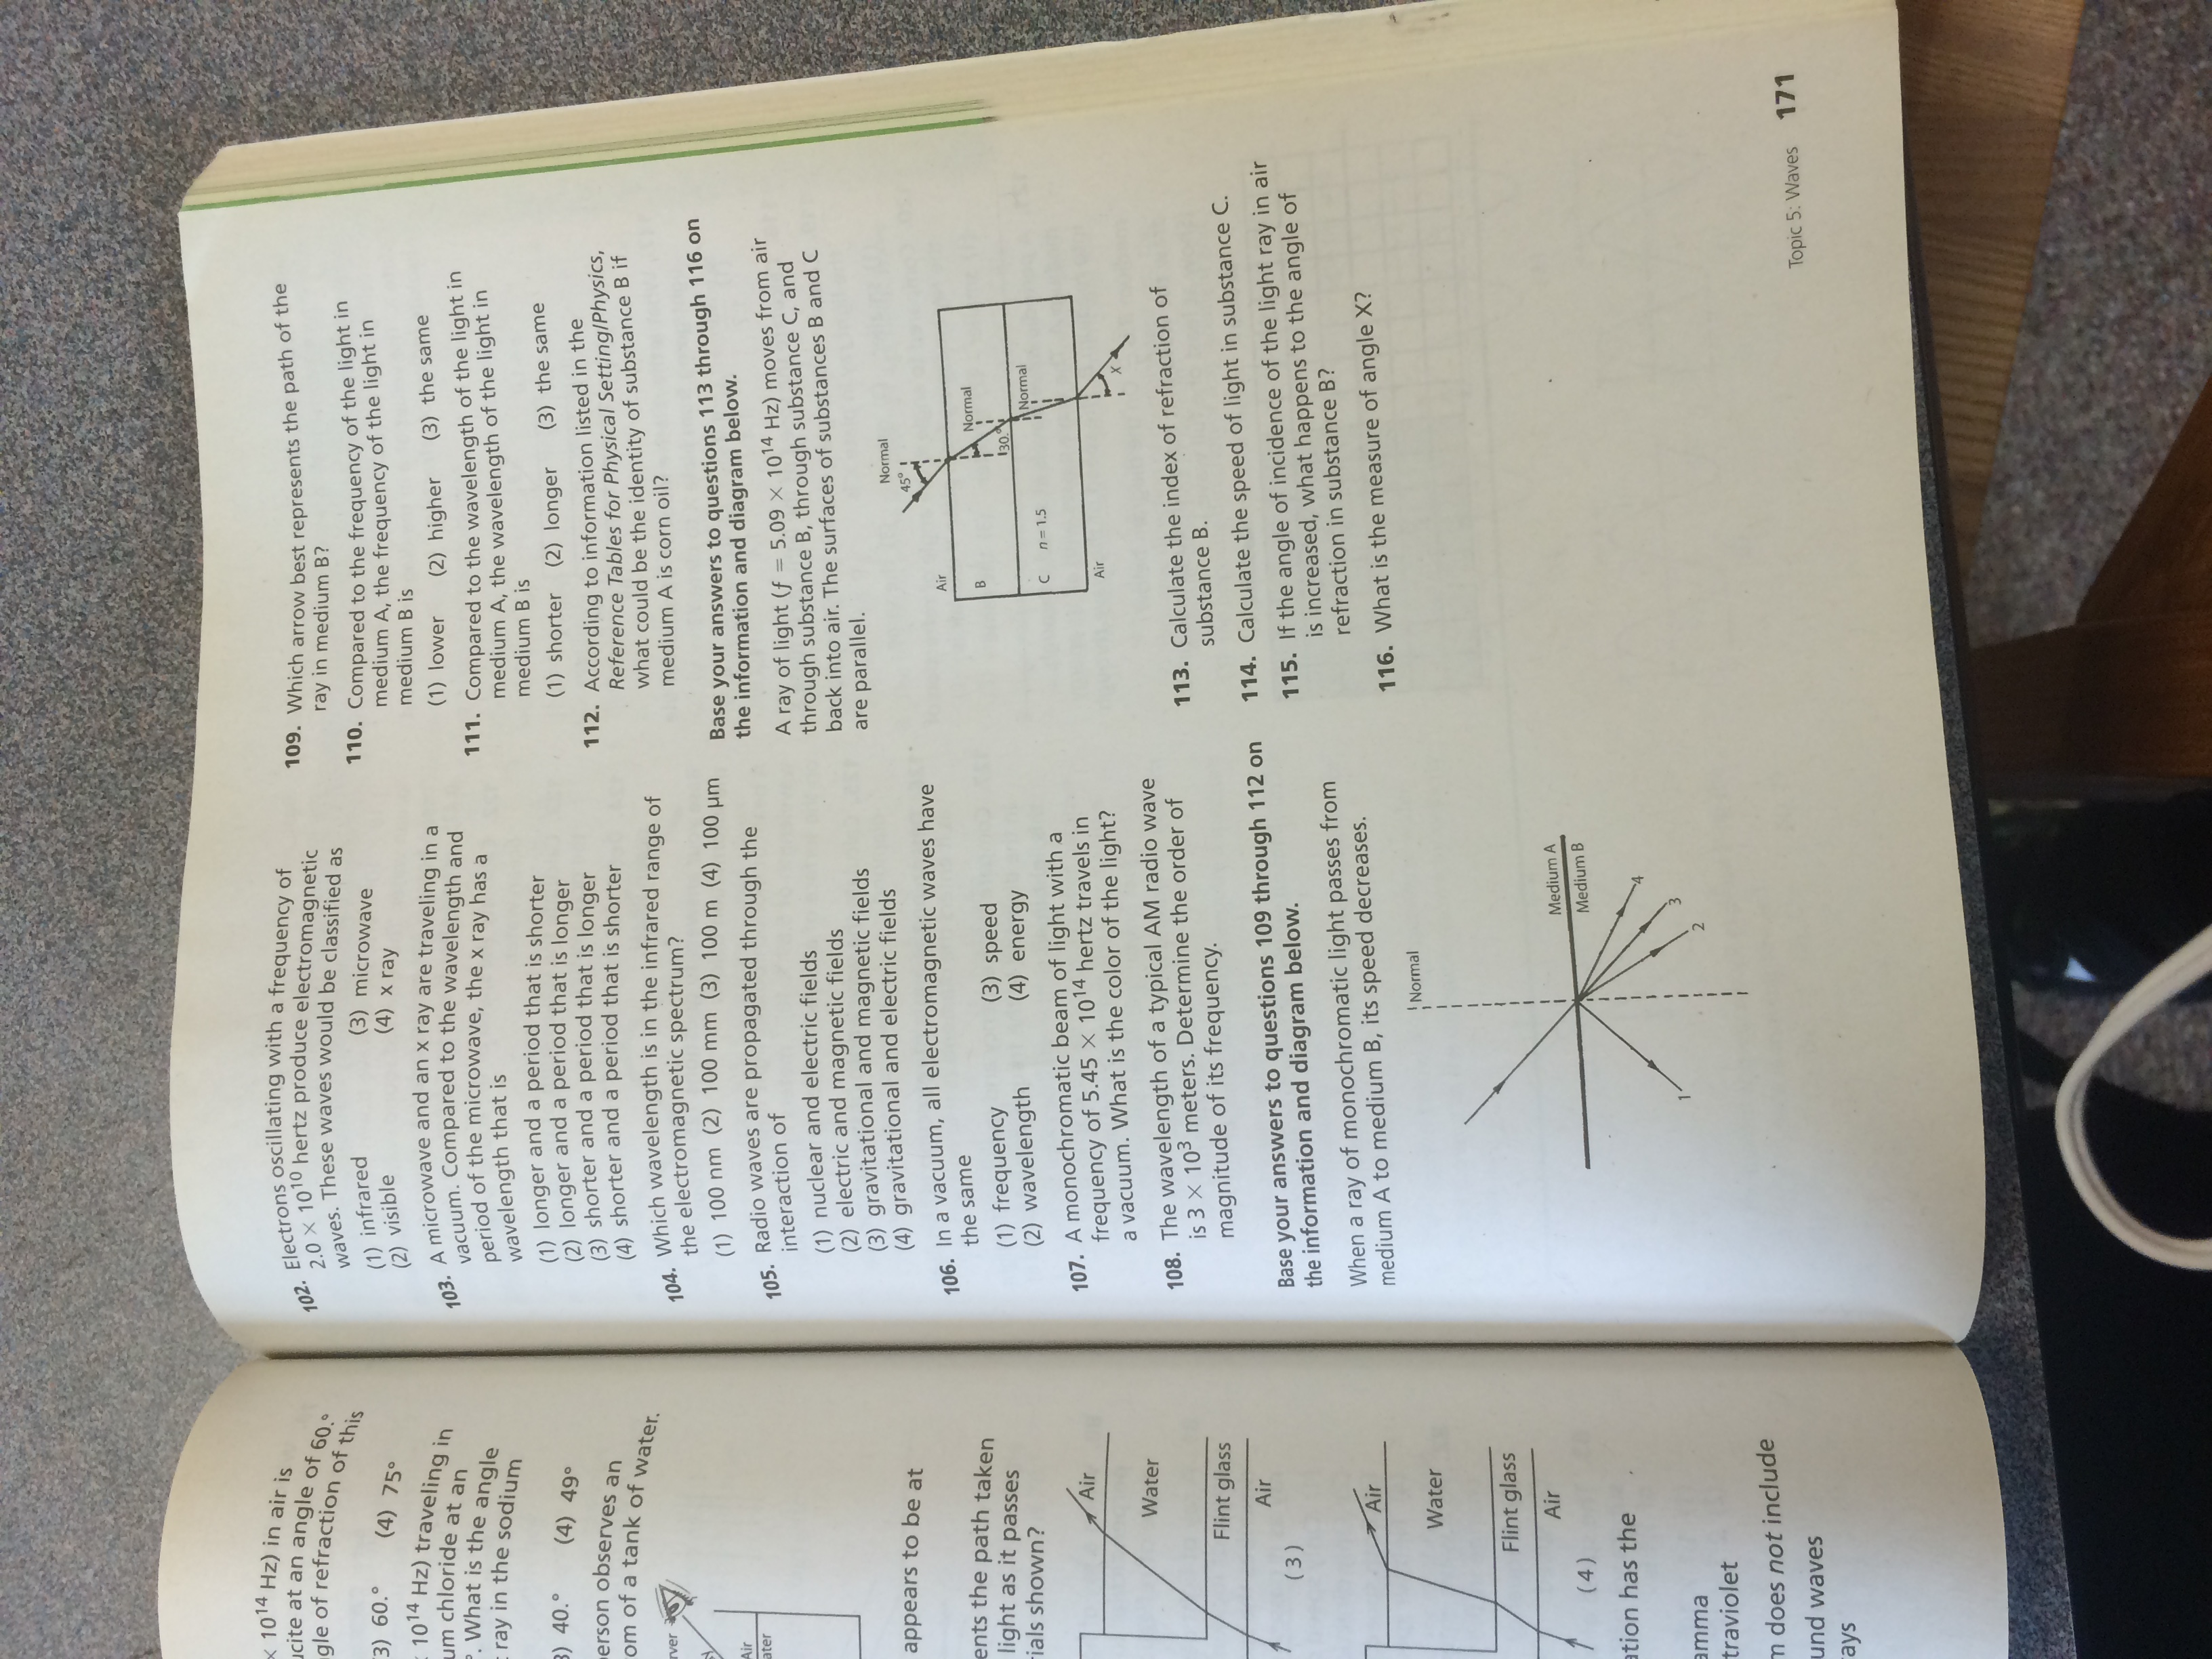 × 10¹⁴ Hz) in air is
ucite at an angle of 60.°
gle of refraction of this
3) 60.° (4) 75°
10¹⁴ Hz) traveling in
um chloride at an
°. What is the angle
ray in the sodium
3) 40.° (4) 49°
erson observes an
om of a tank of water.
rver
Air
ater
appears to be at
ents the path taken
light as it passes
rials shown?
Air
Water
Flint glass
Air
(3)
Air
Water
Flint glass
Air
(4)
ation has the
amma
traviolet
m does not include
und waves
rays
102. Electrons oscillating with a frequency of
2.0 × 10¹⁰ hertz produce electromagnetic
waves. These waves would be classified as
(1) infrared (3) microwave
(2) visible (4) x ray
103. A microwave and an x ray are traveling in a
vacuum. Compared to the wavelength and
period of the microwave, the x ray has a
wavelength that is
(1) longer and a period that is shorter
(2) longer and a period that is longer
(3) shorter and a period that is longer
(4) shorter and a period that is shorter
104. Which wavelength is in the infrared range of
the electromagnetic spectrum?
(1) 100 nm (2) 100 mm (3) 100 m (4) 100 µm
105. Radio waves are propagated through the
interaction of
(1) nuclear and electric fields
(2) electric and magnetic fields
(3) gravitational and magnetic fields
(4) gravitational and electric fields
106. In a vacuum, all electromagnetic waves have
the same
(1) frequency (3) speed
(2) wavelength (4) energy
107. A monochromatic beam of light with a
frequency of 5.45 × 10¹⁴ hertz travels in
a vacuum. What is the color of the light?
108. The wavelength of a typical AM radio wave
is 3 × 10³ meters. Determine the order of
magnitude of its frequency.
Base your answers to questions 109 through 112 on
the information and diagram below.
When a ray of monochromatic light passes from
medium A to medium B, its speed decreases.
Normal
Medium A
Medium B
1
2
3
4
109. Which arrow best represents the path of the
ray in medium B?
110. Compared to the frequency of the light in
medium A, the frequency of the light in
medium B is
(1) lower (2) higher (3) the same
111. Compared to the wavelength of the light in
medium A, the wavelength of the light in
medium B is
(1) shorter (2) longer (3) the same
112. According to information listed in the
Reference Tables for Physical Setting/Physics,
what could be the identity of substance B if
medium A is corn oil?
Base your answers to questions 113 through 116 on
the information and diagram below.
A ray of light (f = 5.09 × 10¹⁴ Hz) moves from air
through substance B, through substance C, and
back into air. The surfaces of substances B and C
are parallel.
Normal
45°
Air
B
Normal
30.°
Normal
C n = 1.5
Air
X
113. Calculate the index of refraction of
substance B.
114. Calculate the speed of light in substance C.
115. If the angle of incidence of the light ray in air
is increased, what happens to the angle of
refraction in substance B?
116. What is the measure of angle X?
Topic 5: Waves 171